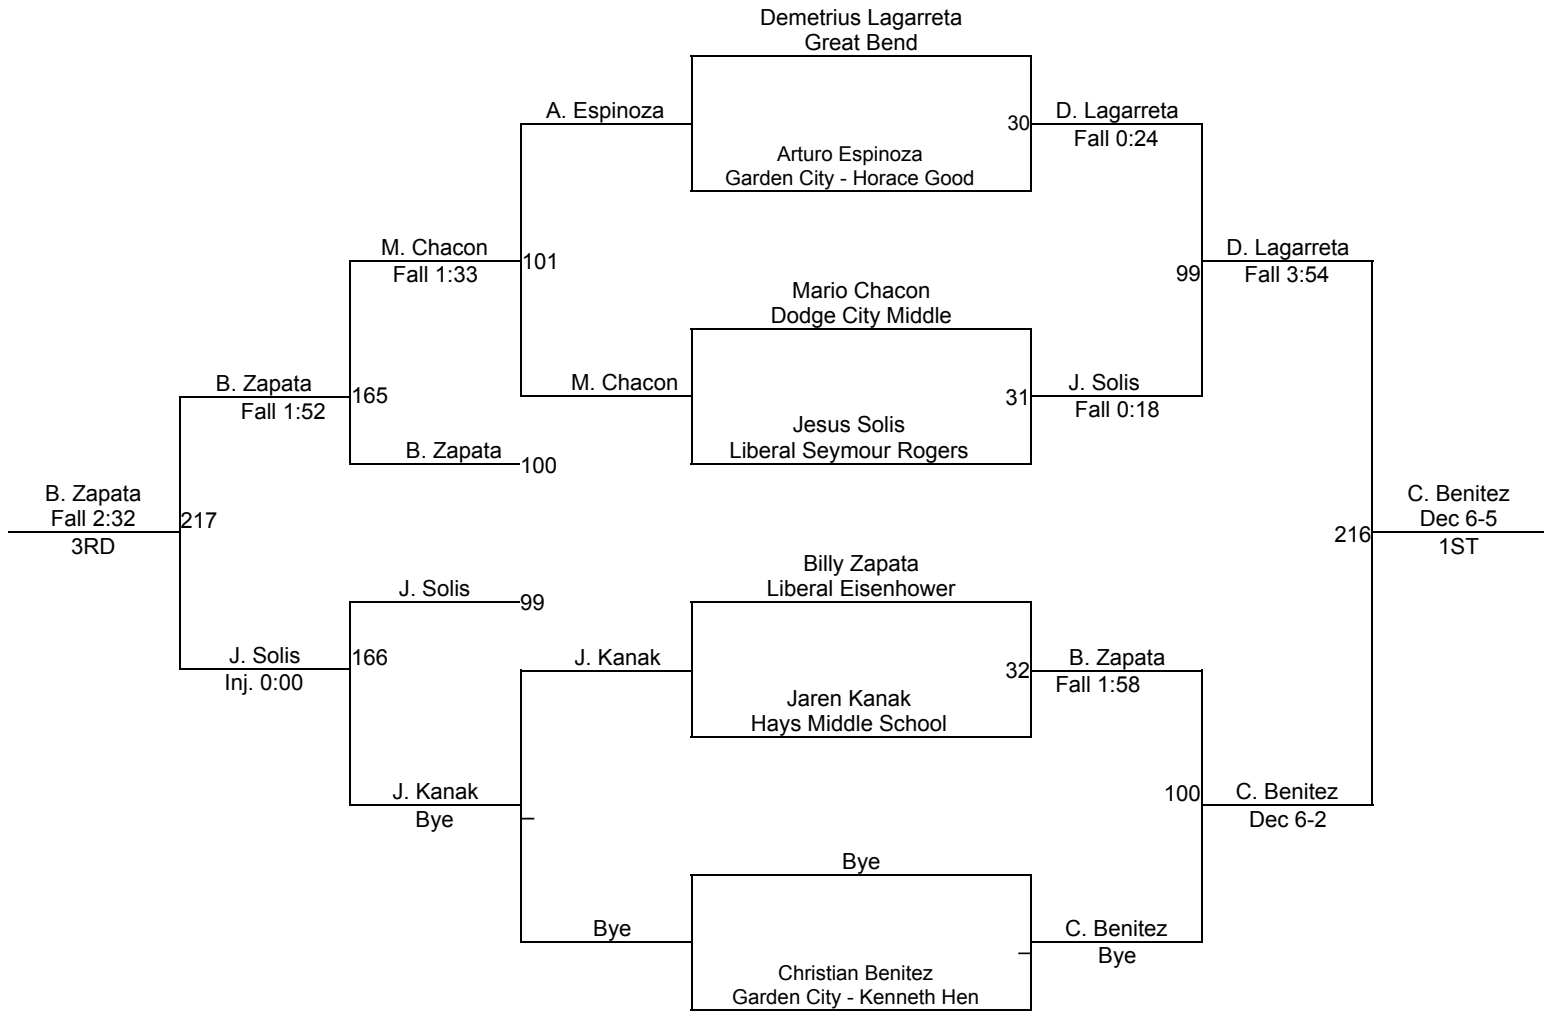 Demetrius Lagarreta
Great Bend
A. Espinoza
30
D. Lagarreta
Fall 0:24
Arturo Espinoza
Garden City - Horace Good
M. Chacon
Fall 1:33
101
D. Lagarreta
Fall 3:54
99
Mario Chacon
Dodge City Middle
B. Zapata
Fall 1:52
165
M. Chacon
31
J. Solis
Fall 0:18
Jesus Solis
Liberal Seymour Rogers
B. Zapata
100
B. Zapata
Fall 2:32
3RD
217
C. Benitez
Dec 6-5
1ST
216
Billy Zapata
Liberal Eisenhower
J. Solis
99
J. Solis
Inj. 0:00
166
J. Kanak
32
B. Zapata
Fall 1:58
Jaren Kanak
Hays Middle School
J. Kanak
Bye
100
C. Benitez
Dec 6-2
Bye
Bye
C. Benitez
Bye
Christian Benitez
Garden City - Kenneth Hen